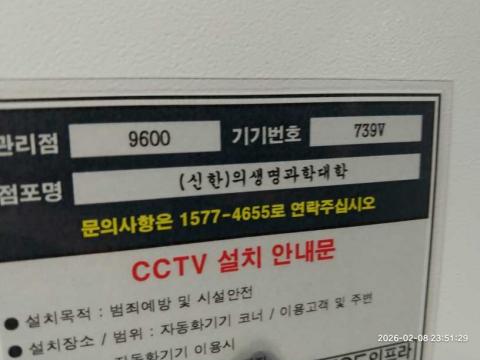 관리점 9600 기기번호 739V
점포명 (신한)의생명과학대학
문의사항은 1577-4655로 연락주십시오
CCTV 설치 안내문
● 설치목적 : 범죄예방 및 시설안전
● 설치장소 / 범위 : 자동화기기 코너 / 이용고객 및 주변
자동화기기 이용시
2026-02-08 23:51:29